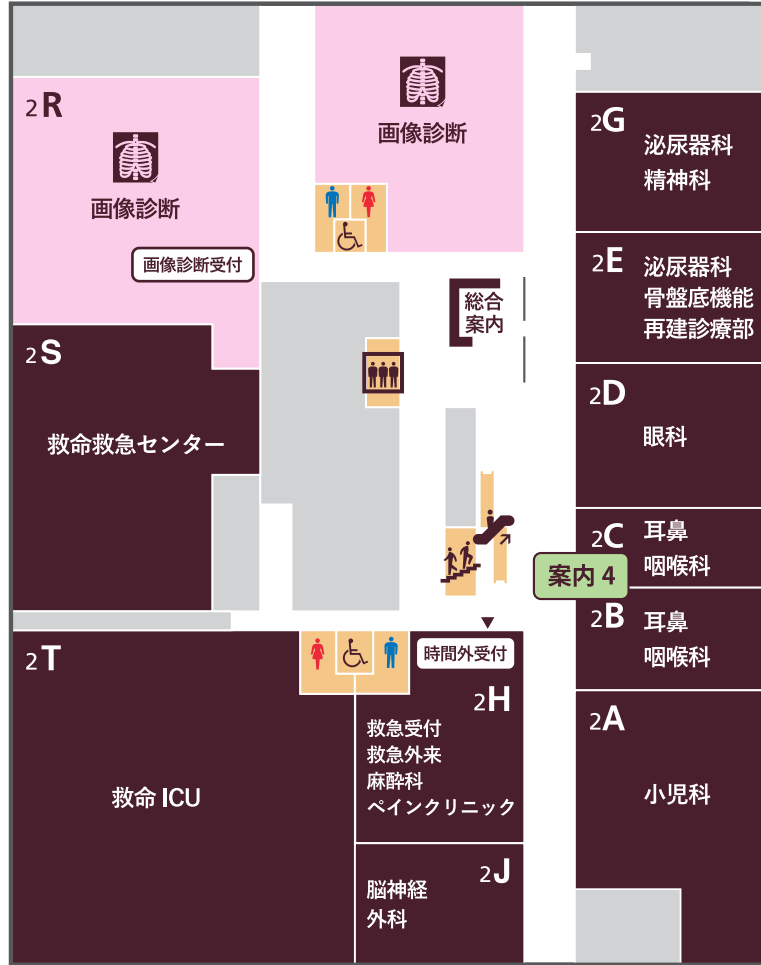 2R
画像診断
画像診断受付
画像診断
2G
泌尿器科
精神科
2E
泌尿器科
骨盤底機能
再建診療部
総合
案内
2S
救命救急センター
2D
眼科
2C
耳鼻
咽喉科
案内 4
2B
耳鼻
咽喉科
2T
救命 ICU
時間外受付
2H
救急受付
救急外来
麻酔科
ペインクリニック
2J
脳神経
外科
2A
小児科